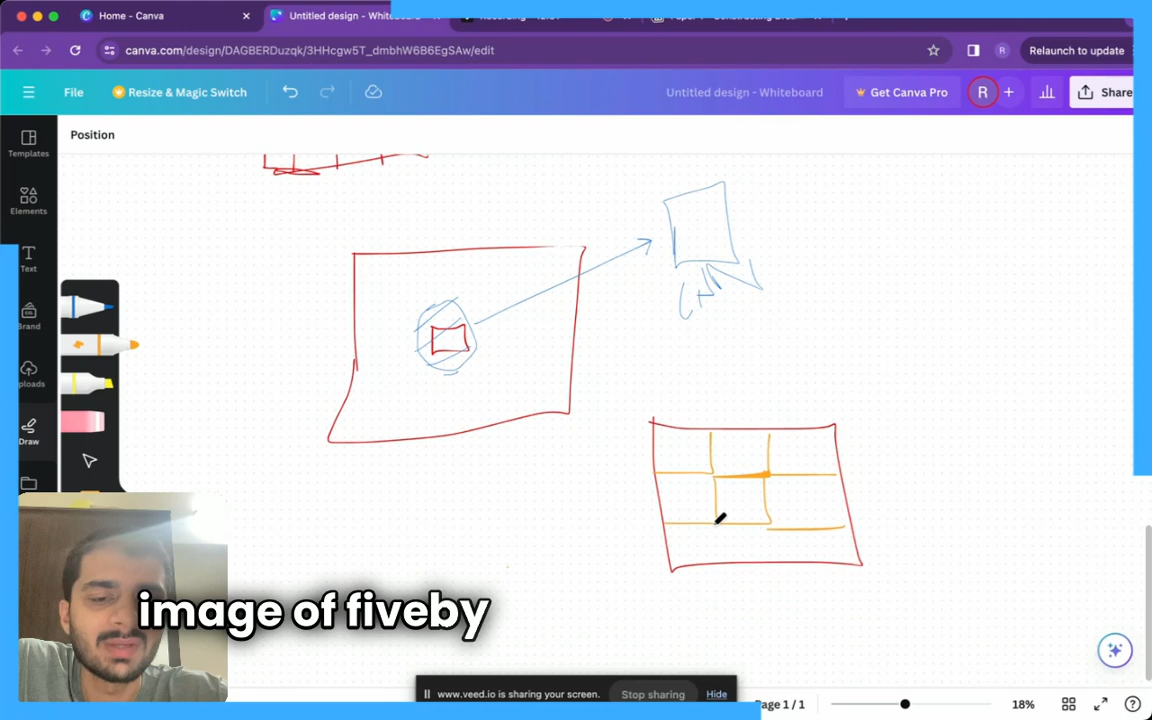 Home - Canva
Untitled design - Whiteboard
canva.com/design/DAGBERDuzqk/3HHcgw5T_dmbhW6B6EgSAw/edit
R
Relaunch to update
File
Resize & Magic Switch
Untitled design - Whiteboard
Get Canva Pro
R
Share
Position
Templates
Elements
Text
Brand
ploads
Draw
image of fiveby
www.veed.io is sharing your screen.
Stop sharing
Hide
Page 1 / 1
18%